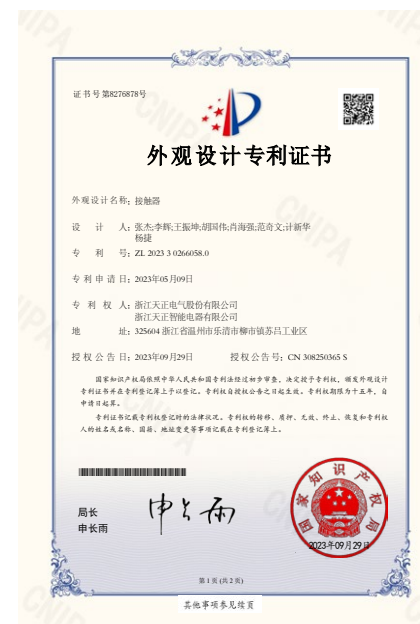 证书号第8276878号
外观设计专利证书
外观设计名称：接触器
设计人：张杰;李辉;王振坤;胡国伟;肖海强;范奇文;计新华
杨捷
专利号：ZL 2023 3 0266058.0
专利申请日：2023年05月09日
专利权人：浙江天正电气股份有限公司
浙江天正智能电器有限公司
地址：325604 浙江省温州市乐清市柳市镇苏吕工业区
授权公告日：2023年09月29日 授权公告号：CN 308250365 S
国家知识产权局依照中华人民共和国专利法经过初步审查，决定授予专利权，颁发外观设计
专利证书并在专利登记簿上予以登记。专利权自授权公告之日起生效。专利权期限为十五年，自
申请日起算。
专利证书记载专利权登记时的法律状况。专利权的转移、质押、无效、终止、恢复和专利权
人的姓名或名称、国籍、地址变更等事项记载在专利登记簿上。
局长
申长雨
申长雨
国家知识产权局
2023年09月29日
第1页(共2页)
其他事项参见续页
CNIPA